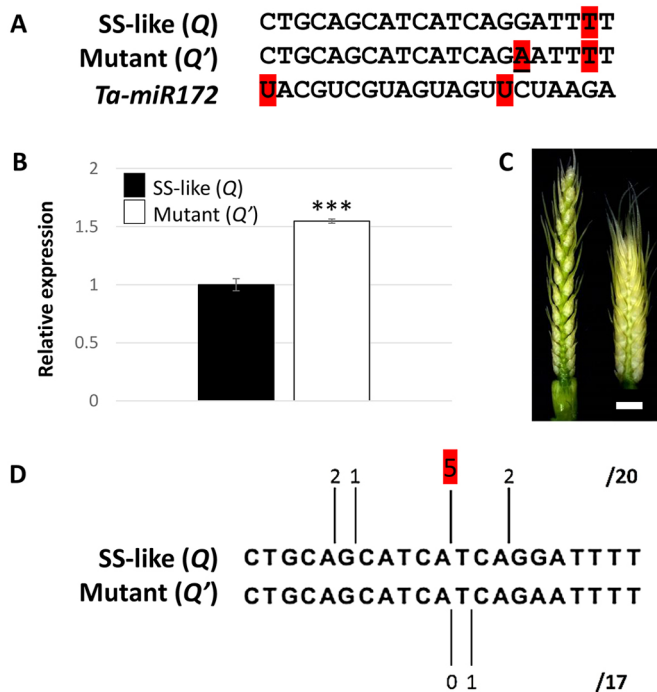 A
SS-like (Q) CTGCAGCATCATCAGGATTTT
Mutant (Q’) CTGCAGCATCATCAGAATTTT
Ta-miR172 UACGUCGUAGUAGUUCUAAGA
B
Relative expression
2
1.5
1
0.5
0
SS-like (Q)
Mutant (Q’)
***
C
D
2 1 5 2 /20
SS-like (Q) CTGCAGCATCATCAGGATTTT
Mutant (Q’) CTGCAGCATCATCAGAATTTT
0 1 /17